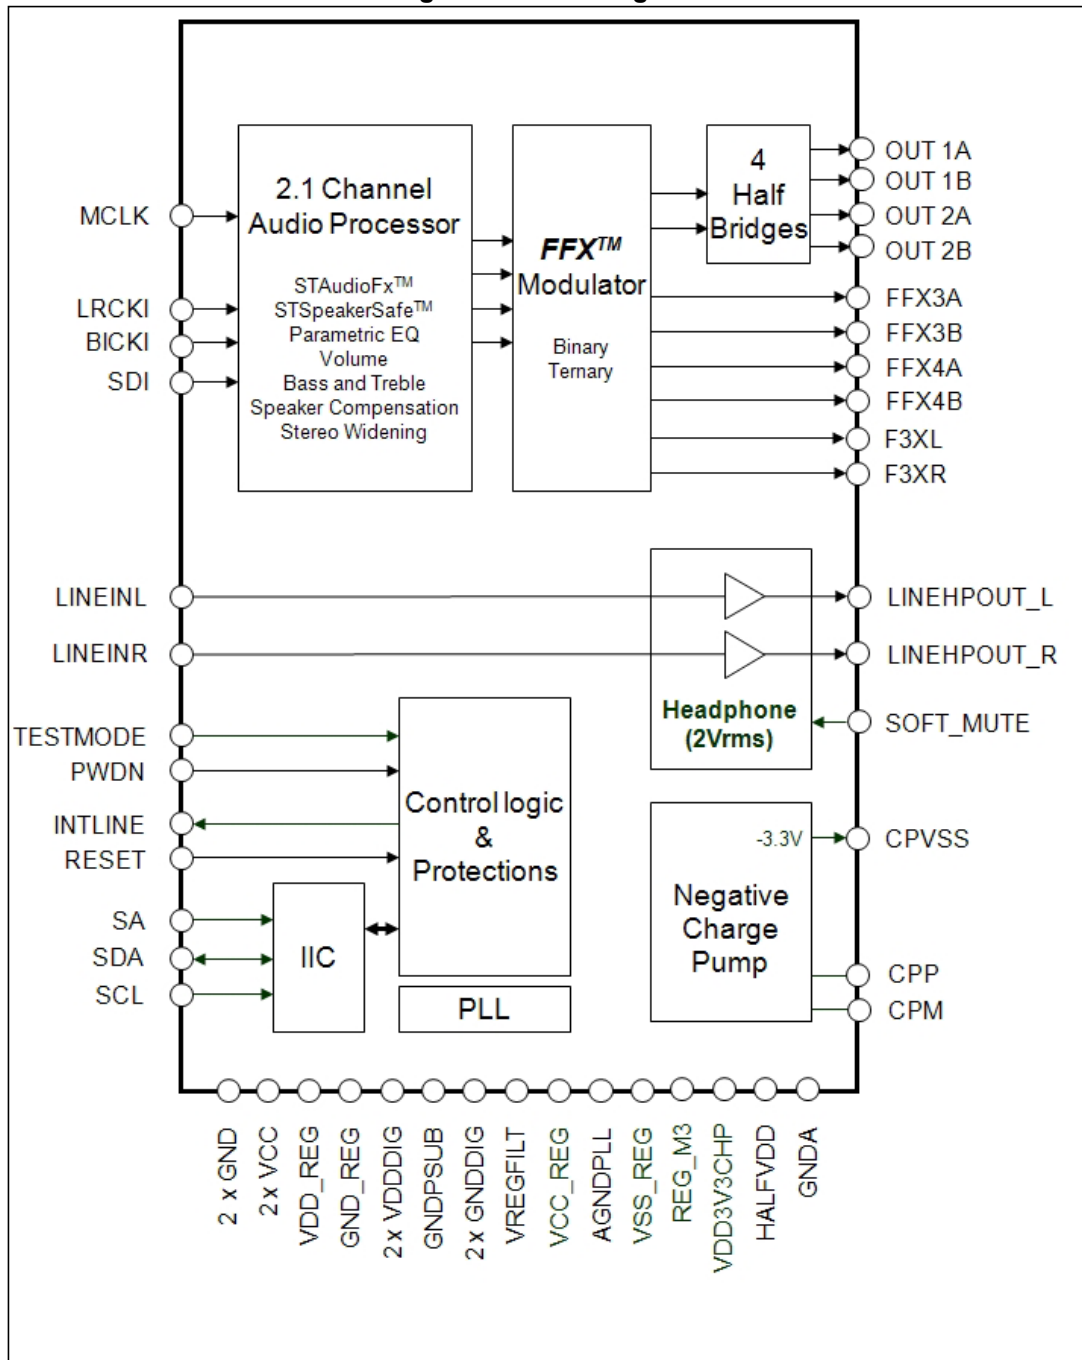 MCLK
LRCKI
BICKI
SDI
2.1 Channel
Audio Processor
STAudioFx™
STSpeakerSafe™
Parametric EQ
Volume
Bass and Treble
Speaker Compensation
Stereo Widening
FFX™
Modulator
Binary
Ternary
4
Half
Bridges
OUT 1A
OUT 1B
OUT 2A
OUT 2B
FFX3A
FFX3B
FFX4A
FFX4B
F3XL
F3XR
LINEINL
LINEINR
Headphone
(2Vrms)
LINEHPOUT_L
LINEHPOUT_R
SOFT_MUTE
TESTMODE
PWDN
INTLINE
RESET
SA
SDA
SCL
Control logic
&
Protections
IIC
PLL
-3.3V
Negative
Charge
Pump
CPVSS
CPP
CPM
2 x GND
2 x VCC
VDD_REG
GND_REG
2 x VDDDIG
GNDPSUB
2 x GNDDIG
VREGFILT
VCC_REG
AGNDPLL
VSS_REG
REG_M3
VDD3V3CHP
HALFVDD
GNDA